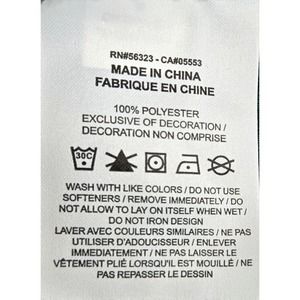 RN#56323 - CA#05553
MADE IN CHINA
FABRIQUE EN CHINE
100% POLYESTER
EXCLUSIVE OF DECORATION /
DECORATION NON COMPRISE
30C
WASH WITH LIKE COLORS / DO NOT USE
SOFTENERS / REMOVE IMMEDIATELY / DO
NOT ALLOW TO LAY ON ITSELF WHEN WET /
DO NOT IRON DESIGN
LAVER AVEC COULEURS SIMILAIRES / NE PAS
UTILISER D'ADOUCISSEUR / ENLEVER
IMMEDIATEMENT / NE PAS LAISSER LE
VÊTEMENT PLIÉ LORSQU'IL EST MOUILLÉ / NE
PAS REPASSER LE DESSIN